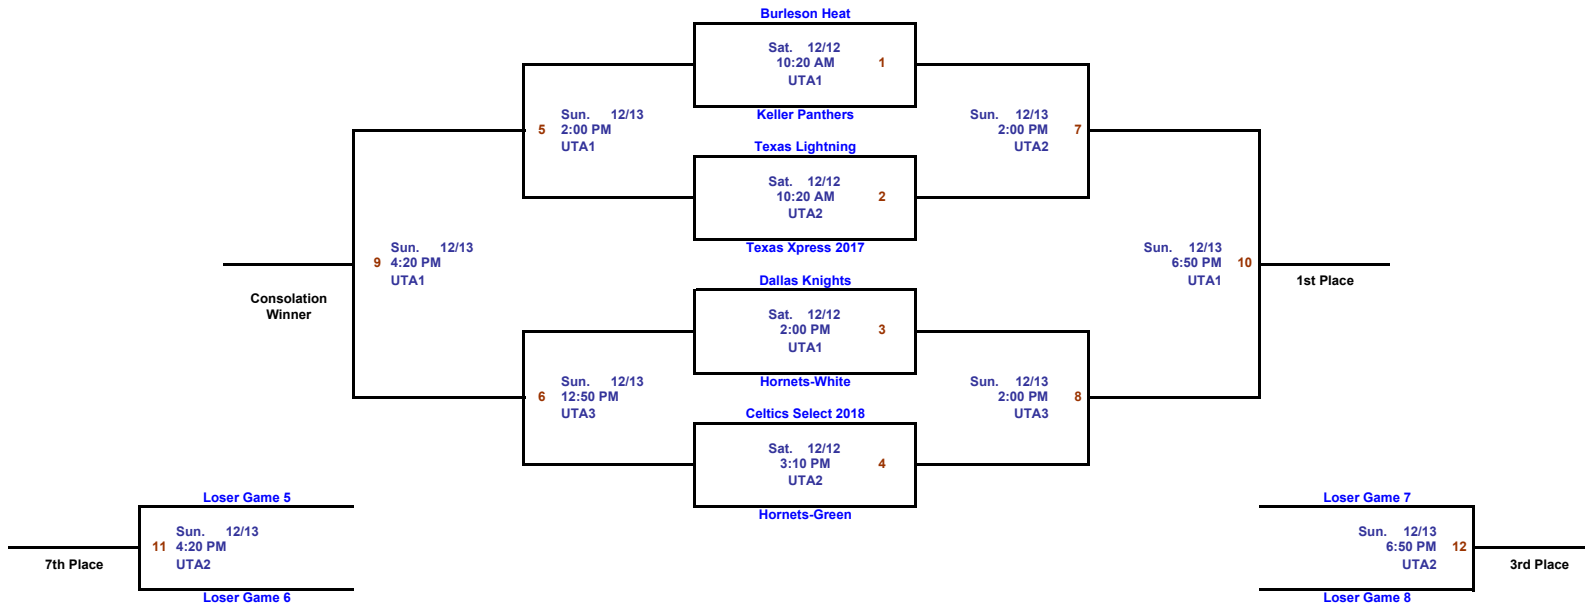 Burleson Heat
Sat. 12/12
10:20 AM 1
UTA1
Keller Panthers
Sun. 12/13
5 2:00 PM
UTA1
Sun. 12/13
2:00 PM 7
UTA2
Texas Lightning
Sat. 12/12
10:20 AM 2
UTA2
Texas Xpress 2017
Sun. 12/13
9 4:20 PM
UTA1
Consolation
Winner
Sun. 12/13
6:50 PM 10
UTA1
1st Place
Dallas Knights
Sat. 12/12
2:00 PM 3
UTA1
Hornets-White
Sun. 12/13
6 12:50 PM
UTA3
Sun. 12/13
2:00 PM 8
UTA3
Celtics Select 2018
Sat. 12/12
3:10 PM 4
UTA2
Hornets-Green
Loser Game 5
Sun. 12/13
11 4:20 PM
UTA2
7th Place
Loser Game 6
Loser Game 7
Sun. 12/13
6:50 PM 12
UTA2
3rd Place
Loser Game 8